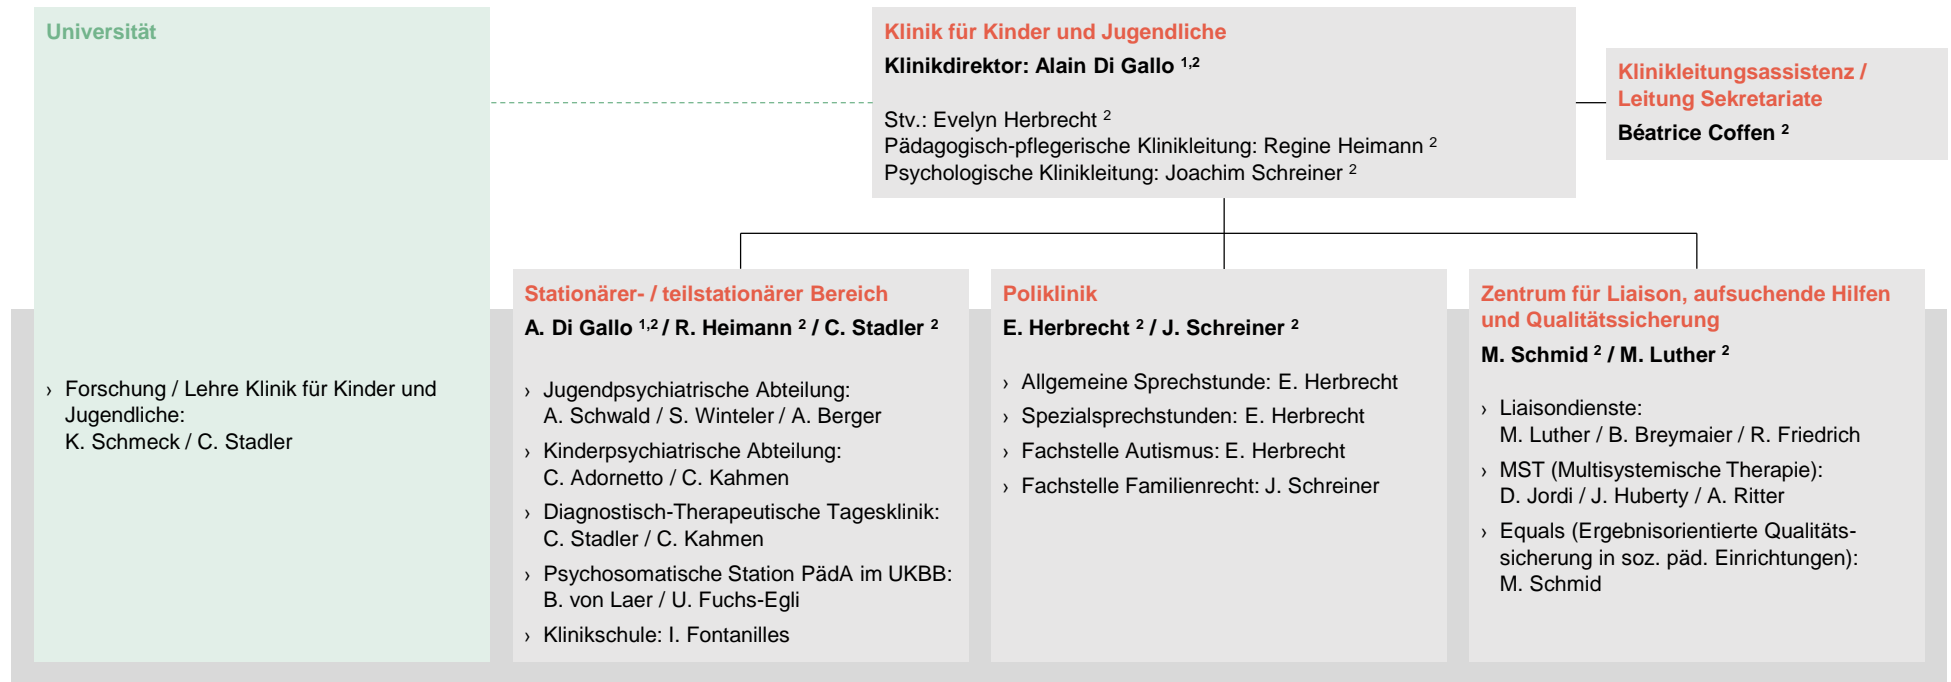 Universität
› Forschung / Lehre Klinik für Kinder und
Jugendliche:
K. Schmeck / C. Stadler
Klinik für Kinder und Jugendliche
Klinikdirektor: Alain Di Gallo 1,2
Stv.: Evelyn Herbrecht 2
Pädagogisch-pflegerische Klinikleitung: Regine Heimann 2
Psychologische Klinikleitung: Joachim Schreiner 2
Klinikleitungsassistenz /
Leitung Sekretariate
Béatrice Coffen 2
Stationärer- / teilstationärer Bereich
A. Di Gallo 1,2 / R. Heimann 2 / C. Stadler 2
› Jugendpsychiatrische Abteilung:
A. Schwald / S. Winteler / A. Berger
› Kinderpsychiatrische Abteilung:
C. Adornetto / C. Kahmen
› Diagnostisch-Therapeutische Tagesklinik:
C. Stadler / C. Kahmen
› Psychosomatische Station PädA im UKBB:
B. von Laer / U. Fuchs-Egli
› Klinikschule: I. Fontanilles
Poliklinik
E. Herbrecht 2 / J. Schreiner 2
› Allgemeine Sprechstunde: E. Herbrecht
› Spezialsprechstunden: E. Herbrecht
› Fachstelle Autismus: E. Herbrecht
› Fachstelle Familienrecht: J. Schreiner
Zentrum für Liaison, aufsuchende Hilfen
und Qualitätssicherung
M. Schmid 2 / M. Luther 2
› Liaisondienste:
M. Luther / B. Breymaier / R. Friedrich
› MST (Multisystemische Therapie):
D. Jordi / J. Huberty / A. Ritter
› Equals (Ergebnisorientierte Qualitäts-
sicherung in soz. päd. Einrichtungen):
M. Schmid